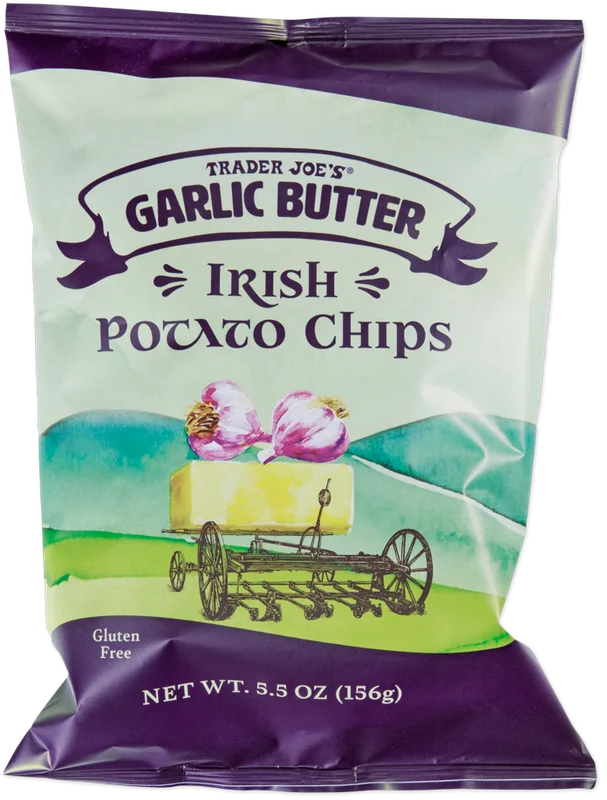 TRADER JOE'S®
GARLIC BUTTER
IRISH
POTATO CHIPS
Gluten
Free
NET WT. 5.5 OZ (156g)